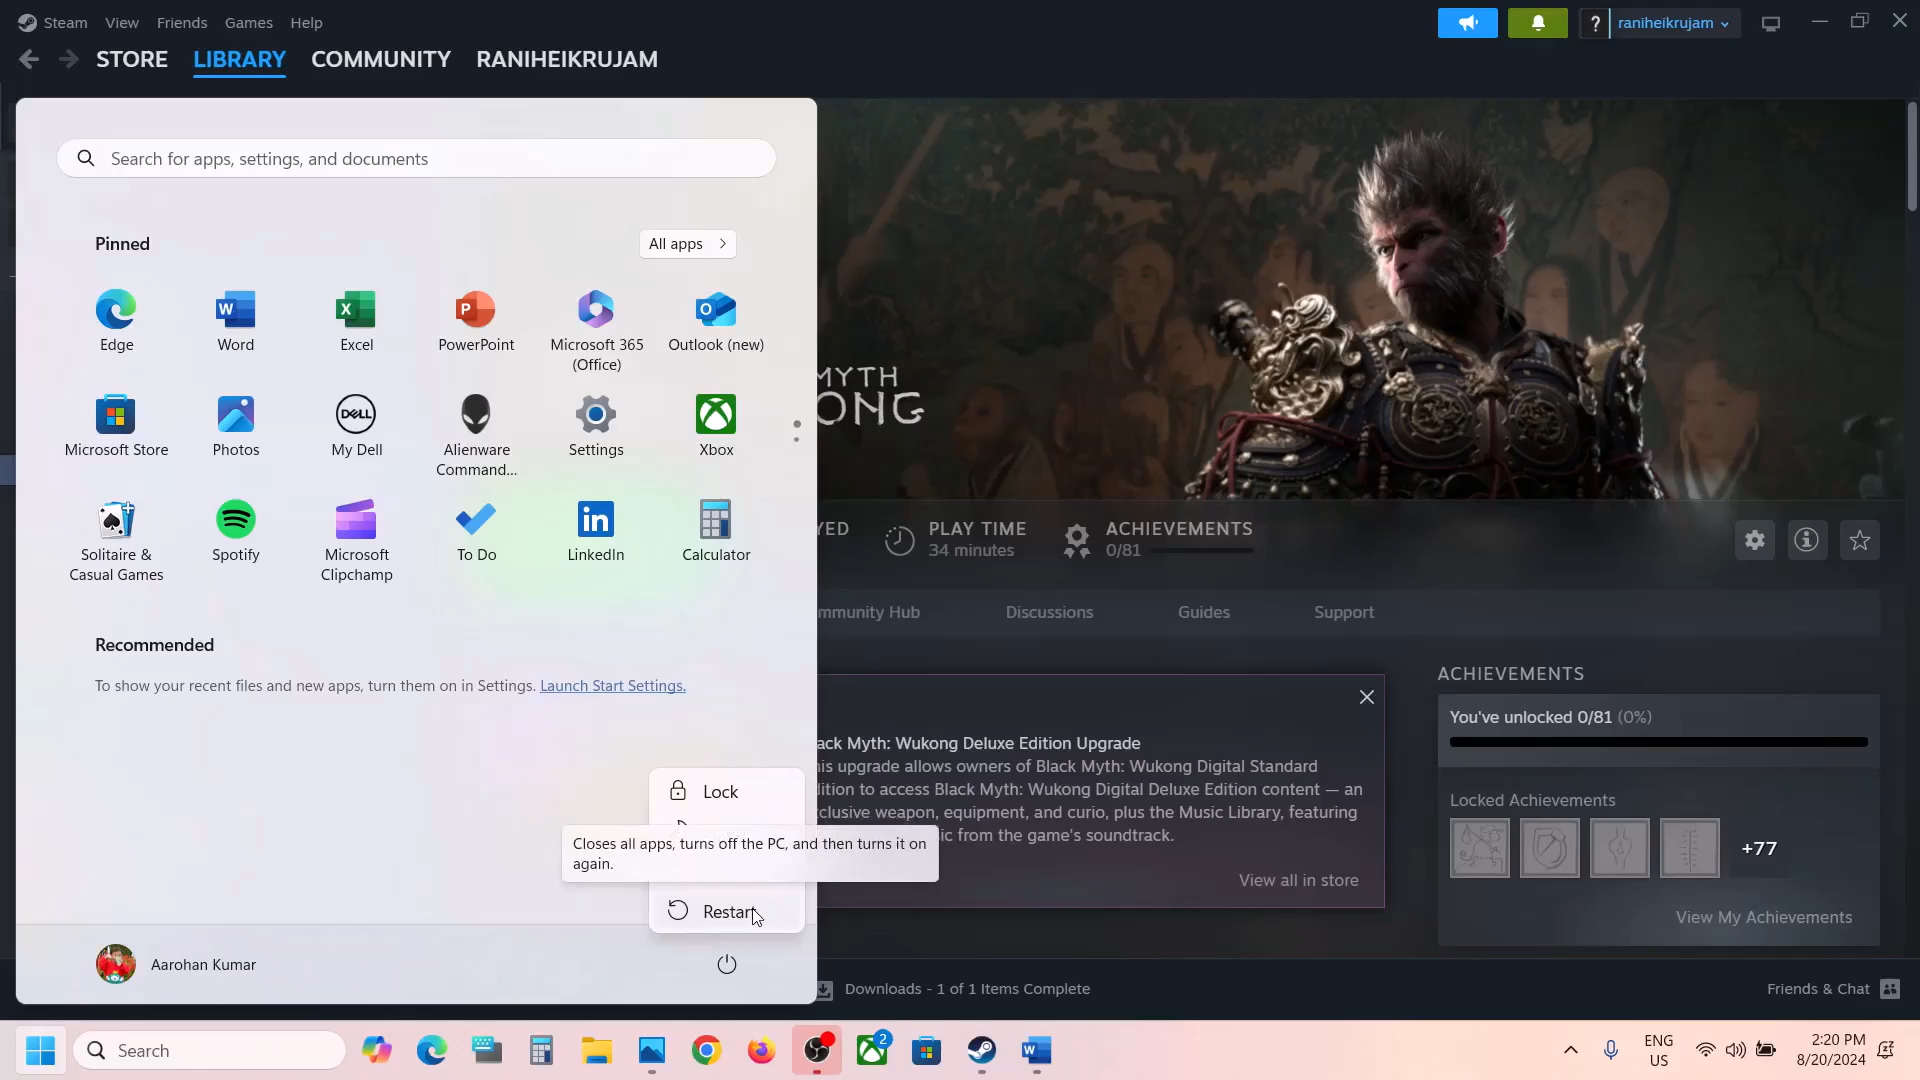 Steam View Friends Games Help
raniheikrujam
STORE LIBRARY COMMUNITY RANIHEIKRUJAM
Search for apps, settings, and documents
Pinned
All apps
Edge
Word
Excel
PowerPoint
Microsoft 365
(Office)
Outlook (new)
Microsoft Store
Photos
My Dell
Alienware
Command...
Settings
Xbox
Solitaire &
Casual Games
Spotify
Microsoft
Clipchamp
To Do
LinkedIn
Calculator
Recommended
To show your recent files and new apps, turn them on in Settings. Launch Start Settings.
Lock
Closes all apps, turns off the PC, and then turns it on
again.
Restart
Aarohan Kumar
MYTH
ONG
YED
PLAY TIME
34 minutes
ACHIEVEMENTS
0/81
mmunity Hub
Discussions
Guides
Support
ack Myth: Wukong Deluxe Edition Upgrade
his upgrade allows owners of Black Myth: Wukong Digital Standard
dition to access Black Myth: Wukong Digital Deluxe Edition content — an
xclusive weapon, equipment, and curio, plus the Music Library, featuring
ic from the game's soundtrack.
View all in store
ACHIEVEMENTS
You've unlocked 0/81 (0%)
Locked Achievements
+77
View My Achievements
Downloads - 1 of 1 Items Complete
Friends & Chat
Search
2
ENG
US
2:20 PM
8/20/2024